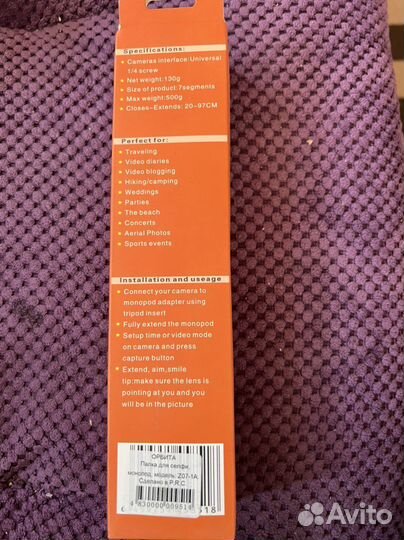 Specifications:
Cameras interface:Universal
1/4 screw
Net weight:130g
Size of product:7segments
Max weight:500g
Closes-Extends: 20-97CM
Perfect for:
Traveling
Video diaries
Video blogging
Hiking/camping
Weddings
Parties
The beach
Concerts
Aerial Photos
Sports events
Installation and useage
Connect your camera to
monopod adapter using
tripod insert
Fully extend the monopod
Setup time or video mode
on camera and press
capture button
Extend, aim,smile
tip:make sure the lens is
pointing at you and you
will be in the picture
ОРБИТА
Палка для селфи,
монопод, модель: Z07-1A,
Сделано в P.R.C.
4 830000 009514
518
Avito